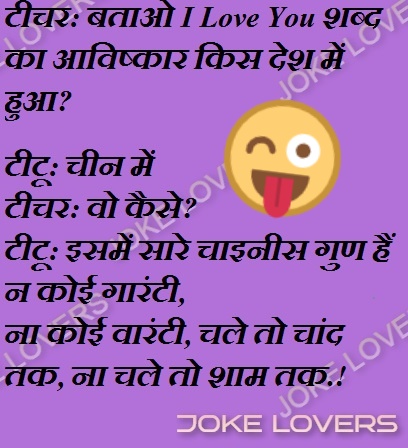 टीचर: बताओ I Love You शब्द
का आविष्कार किस देश में
हुआ?
टीटू: चीन में
टीचर: वो कैसे?
टीटू: इसमें सारे चाइनीस गुण हैं
न कोई गारंटी,
ना कोई वारंटी, चले तो चांद
तक, ना चले तो शाम तक.!
JOKE LOVERS